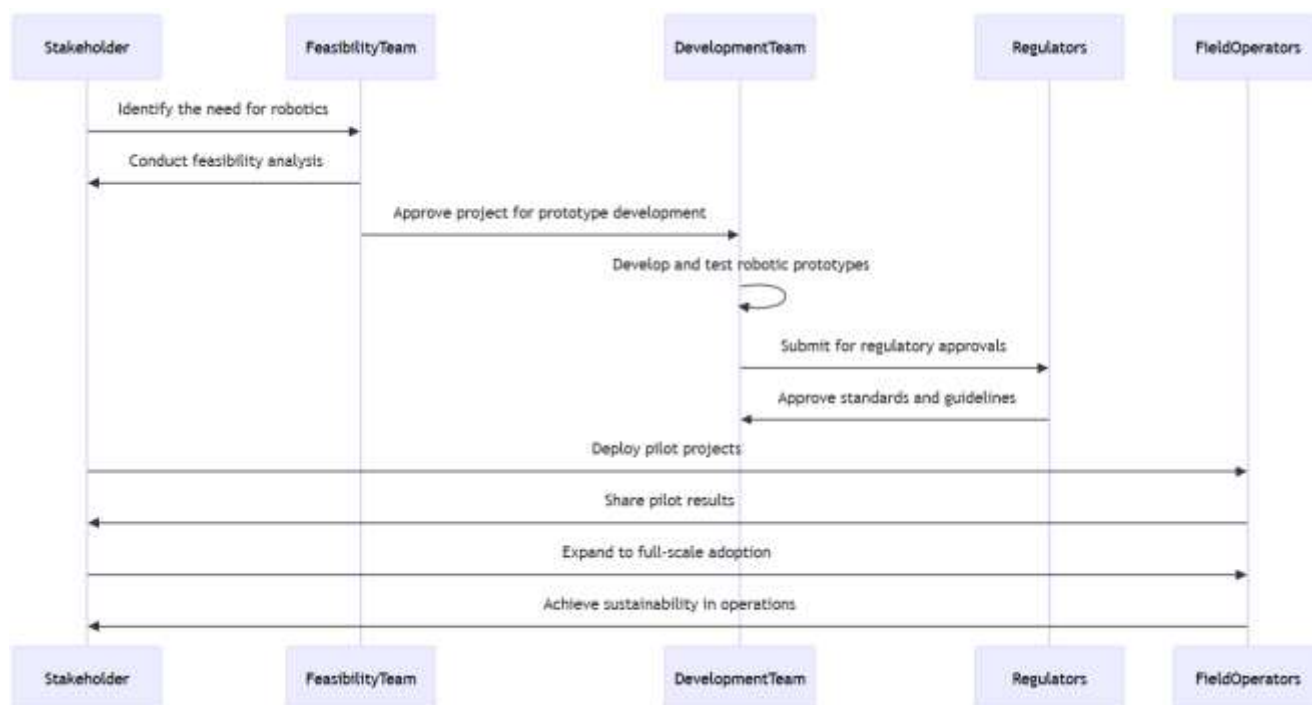 Stakeholder
FeasibilityTeam
DevelopmentTeam
Regulators
FieldOperators
Identify the need for robotics
Conduct feasibility analysis
Approve project for prototype development
Develop and test robotic prototypes
Submit for regulatory approvals
Approve standards and guidelines
Deploy pilot projects
Share pilot results
Expand to full-scale adoption
Achieve sustainability in operations
Stakeholder
FeasibilityTeam
DevelopmentTeam
Regulators
FieldOperators